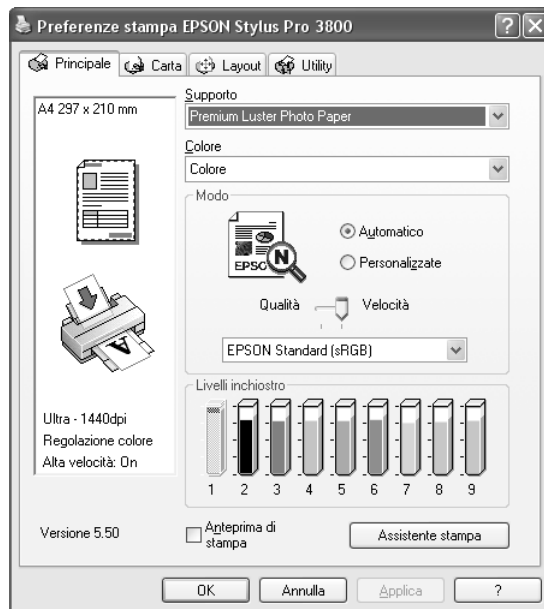 Preferenze stampa EPSON Stylus Pro 3800
Principale Carta Layout Utility
A4 297 x 210 mm
Supporto
Premium Luster Photo Paper
Colore
Colore
Modo
EPSO
N
Automatico
Personalizzate
Qualità Velocità
EPSON Standard (sRGB)
Livelli inchiostro
1 2 3 4 5 6 7 8 9
A
Ultra - 1440dpi
Regolazione colore
Alta velocità: On
Versione 5.50
Anteprima di
stampa
Assistente stampa
OK Annulla Applica ?